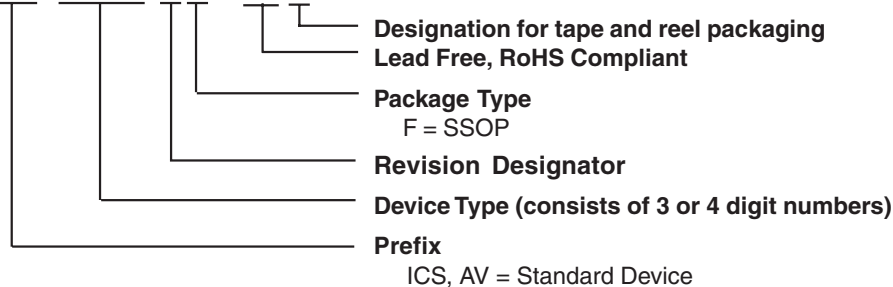 Designation for tape and reel packaging
Lead Free, RoHS Compliant
Package Type
F = SSOP
Revision Designator
Device Type (consists of 3 or 4 digit numbers)
Prefix
ICS, AV = Standard Device